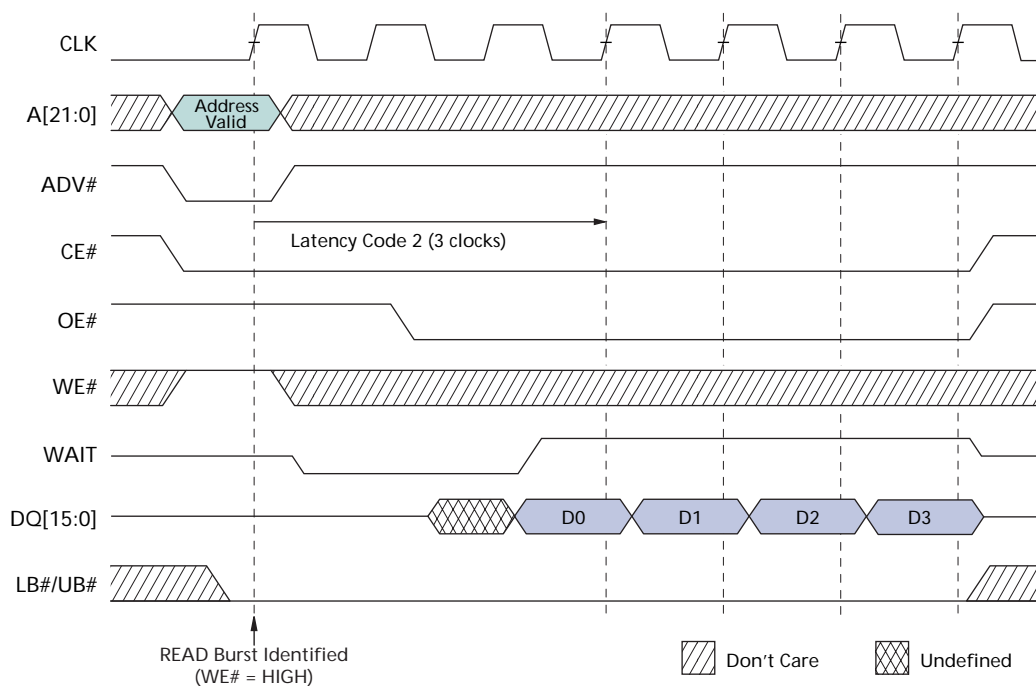 CLK
A[21:0]
Address
Valid
ADV#
Latency Code 2 (3 clocks)
CE#
OE#
WE#
WAIT
DQ[15:0]
D0
D1
D2
D3
LB#/UB#
READ Burst Identified
(WE# = HIGH)
Don't Care
Undefined